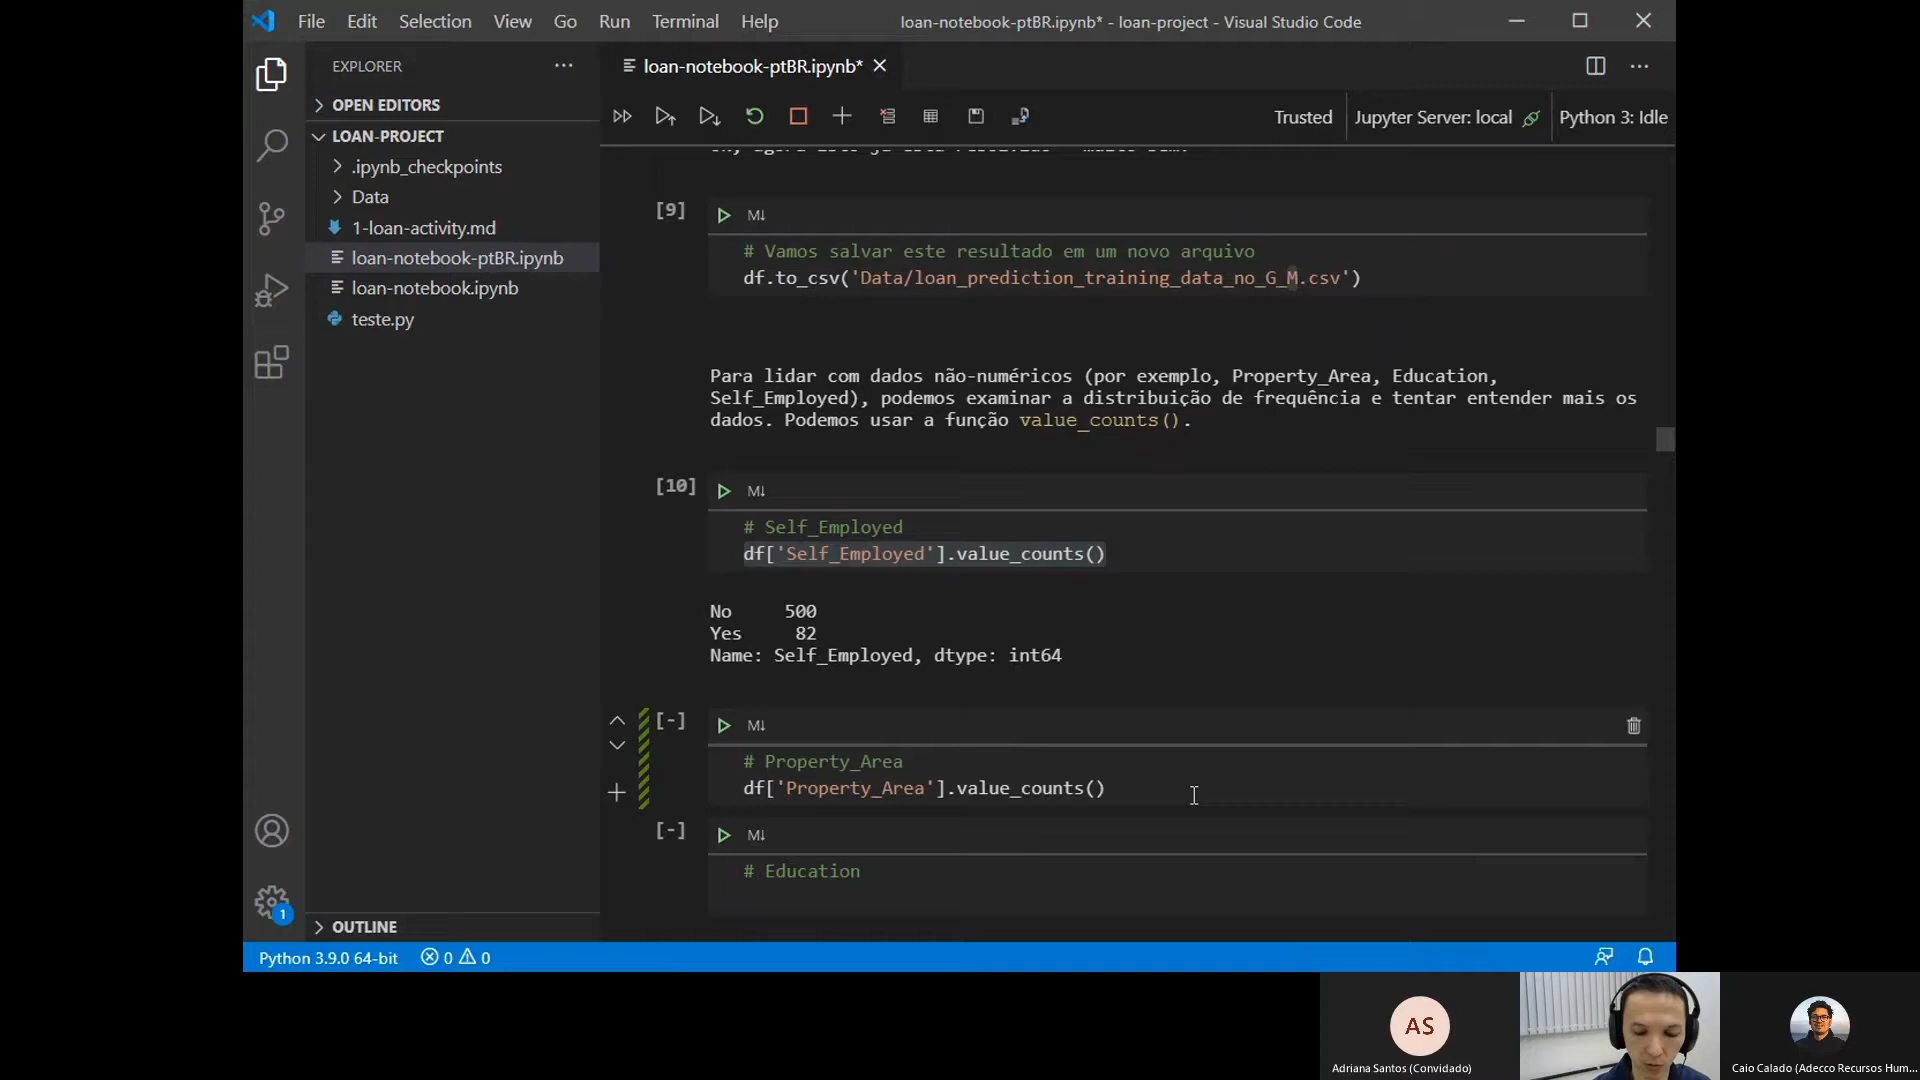 File Edit Selection View Go Run Terminal Help
loan-notebook-ptBR.ipynb* - loan-project - Visual Studio Code
EXPLORER
OPEN EDITORS
LOAN-PROJECT
.ipynb_checkpoints
Data
1-loan-activity.md
loan-notebook-ptBR.ipynb
loan-notebook.ipynb
teste.py
OUTLINE
loan-notebook-ptBR.ipynb*
Trusted
Jupyter Server: local
Python 3: Idle
[9]
M↓
# Vamos salvar este resultado em um novo arquivo
df.to_csv('Data/loan_prediction_training_data_no_G_M.csv')
Para lidar com dados não-numéricos (por exemplo, Property_Area, Education,
Self_Employed), podemos examinar a distribuição de frequência e tentar entender mais os
dados. Podemos usar a função value_counts().
[10]
M↓
# Self_Employed
df['Self_Employed'].value_counts()
No 500
Yes 82
Name: Self_Employed, dtype: int64
[-]
M↓
# Property_Area
df['Property_Area'].value_counts()
[-]
M↓
# Education
1
Python 3.9.0 64-bit
0 0
AS
Adriana Santos (Convidado)
Caio Calado (Adecco Recursos Hum...